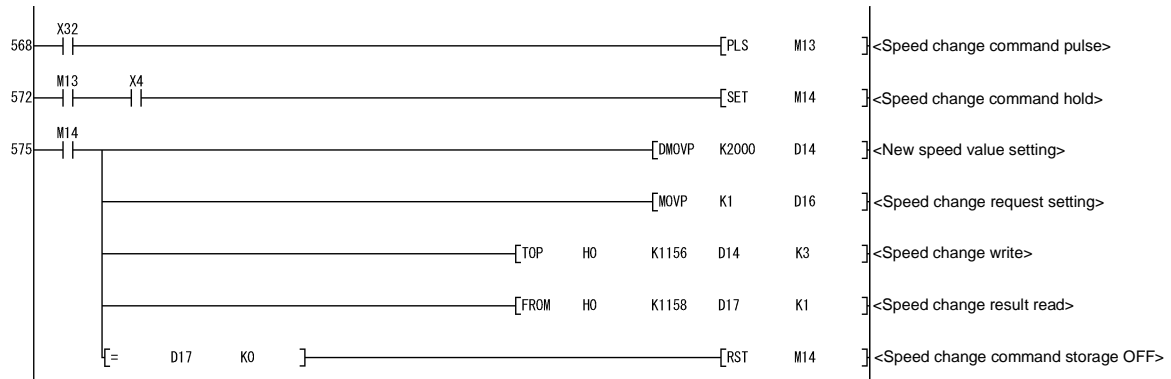 X32
568 [PLS M13 ] <Speed change command pulse>
M13 X4
572 [SET M14 ] <Speed change command hold>
M14
575 [DMOVP K2000 D14 ] <New speed value setting>
[MOVP K1 D16 ] <Speed change request setting>
[TOP H0 K1156 D14 K3 ] <Speed change write>
[FROM H0 K1158 D17 K1 ] <Speed change result read>
[= D17 K0 ] [RST M14 ] <Speed change command storage OFF>